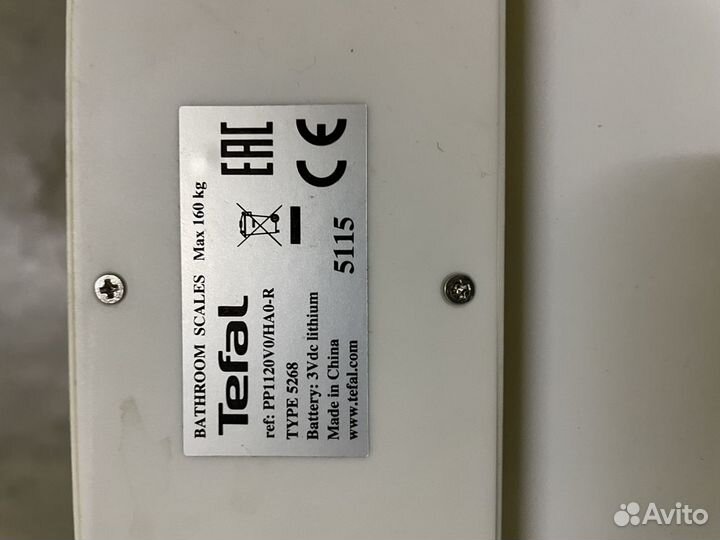 BATHROOM SCALES Max 160 kg
Tefal
ref: PP1120V0/HA0-R
TYPE 5268
Battery: 3Vdc lithium
Made in China
www.tefal.com
5115
EAC
CE
Avito